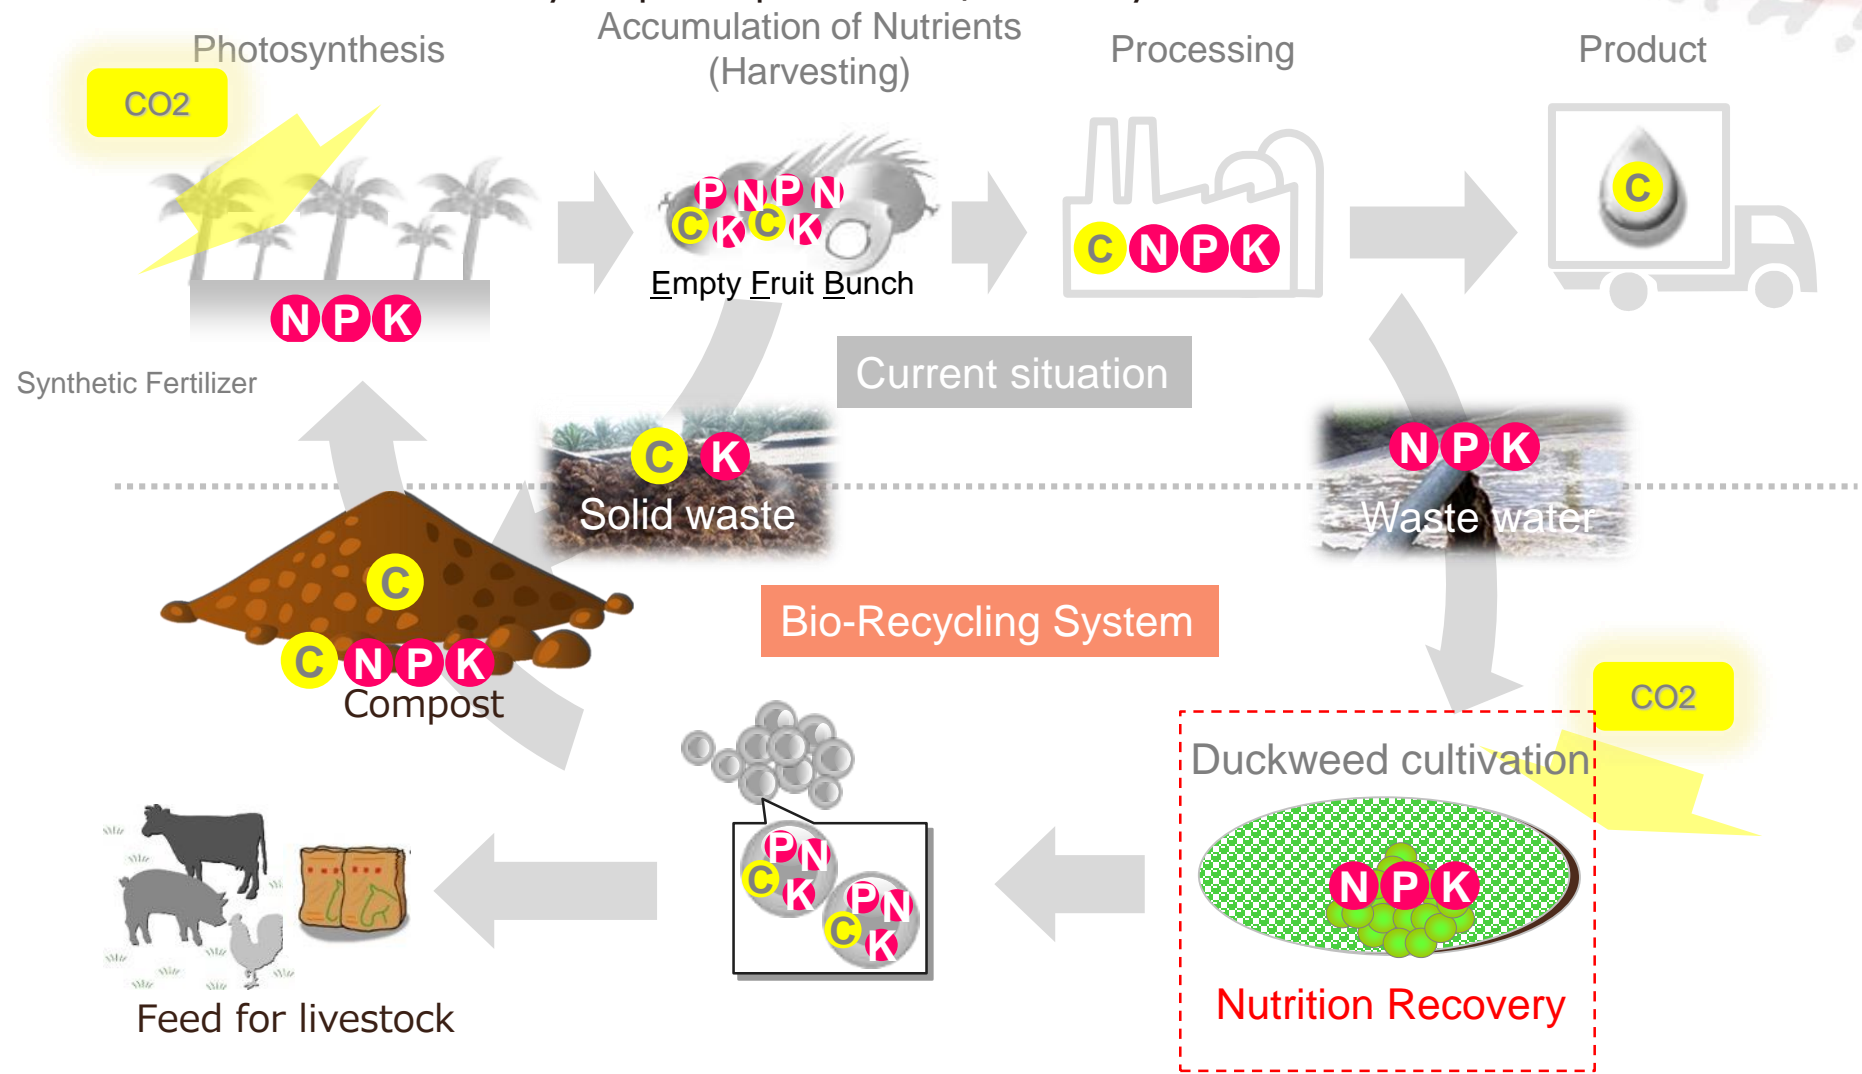 Photosynthesis
Accumulation of Nutrients
(Harvesting)
Processing
Product
CO2
P N P N
C K C K
C
C N P K
Empty Fruit Bunch
N P K
Current situation
Synthetic Fertilizer
C K
Solid waste
N P K
Waste water
C
Bio-Recycling System
C N P K
Compost
CO2
Duckweed cultivation
P N
C K
P N
C K
N P K
Nutrition Recovery
Feed for livestock